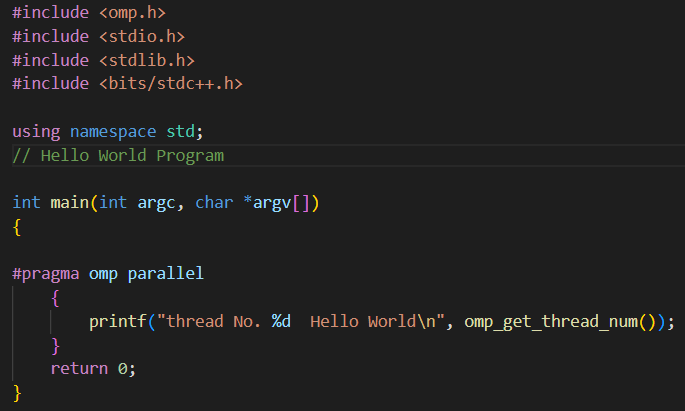 #include <omp.h>
#include <stdio.h>
#include <stdlib.h>
#include <bits/stdc++.h>
using namespace std;
// Hello World Program
int main(int argc, char *argv[])
{
#pragma omp parallel
{
printf("thread No. %d  Hello World\n", omp_get_thread_num());
}
return 0;
}